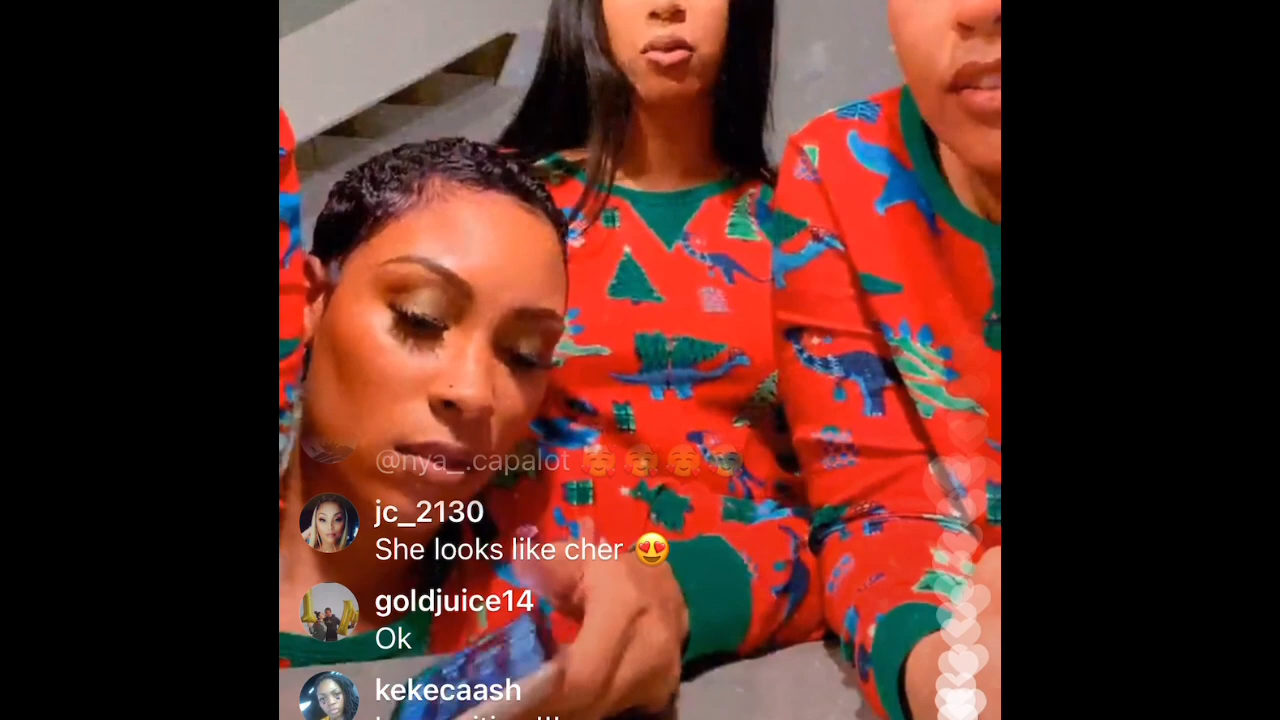 @nya_.capalot 🥰 🥰 🥰 🥰
jc_2130
She looks like cher 😍
goldjuice14
Ok
kekecaash